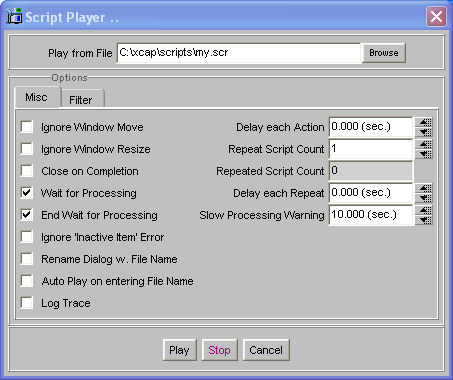 Script Player ..
Play from File C:\xcap\scripts\my.scr Browse
Options
Misc Filter
Ignore Window Move Delay each Action 0.000 (sec.)
Ignore Window Resize Repeat Script Count 1
Close on Completion Repeated Script Count 0
Wait for Processing Delay each Repeat 0.000 (sec.)
End Wait for Processing Slow Processing Warning 10.000 (sec.)
Ignore 'Inactive Item' Error
Rename Dialog w. File Name
Auto Play on entering File Name
Log Trace
Play Stop Cancel